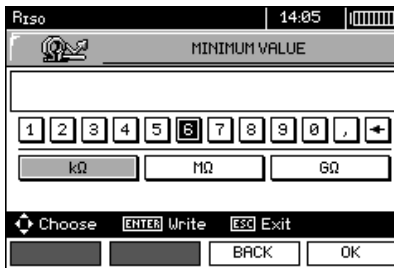 RISO 14:05
MINIMUM VALUE
1 2 3 4 5 6 7 8 9 0 , ←
kΩ MΩ GΩ
Choose ENTER Write ESC Exit
BACK OK